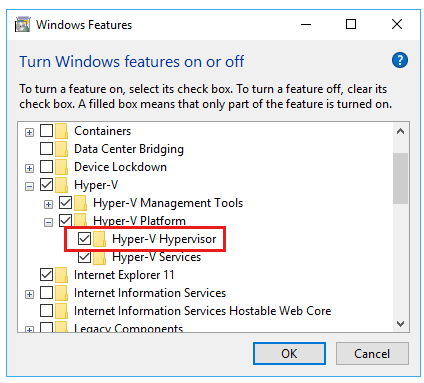 Windows Features
Turn Windows features on or off
To turn a feature on, select its check box. To turn a feature off, clear its
check box. A filled box means that only part of the feature is turned on.
Containers
Data Center Bridging
Device Lockdown
Hyper-V
Hyper-V Management Tools
Hyper-V Platform
Hyper-V Hypervisor
Hyper-V Services
Internet Explorer 11
Internet Information Services
Internet Information Services Hostable Web Core
Legacy Components
OK
Cancel